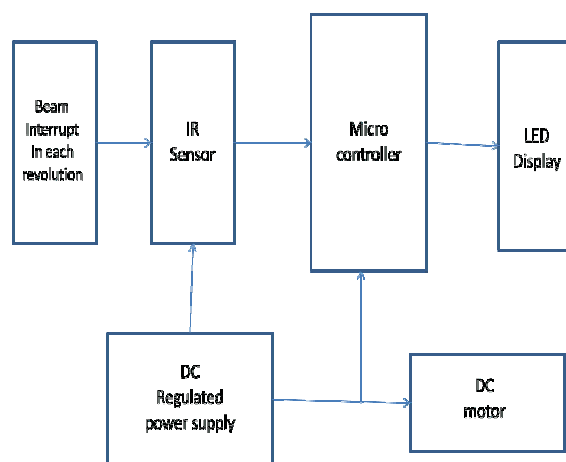 Beam
Interrupt
In each
revolution
IR
Sensor
Micro
controller
LED
Display
DC
Regulated
power supply
DC
motor